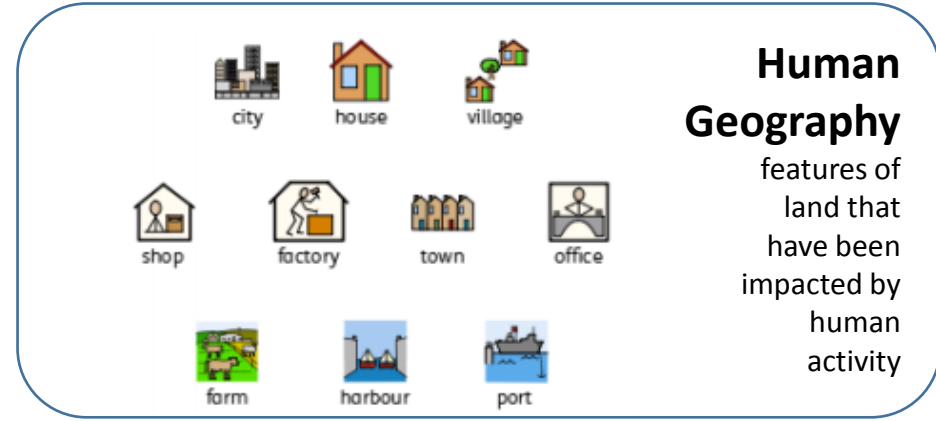 city house village
shop factory town office
farm harbour port
Human
Geography
features of
land that
have been
impacted by
human
activity